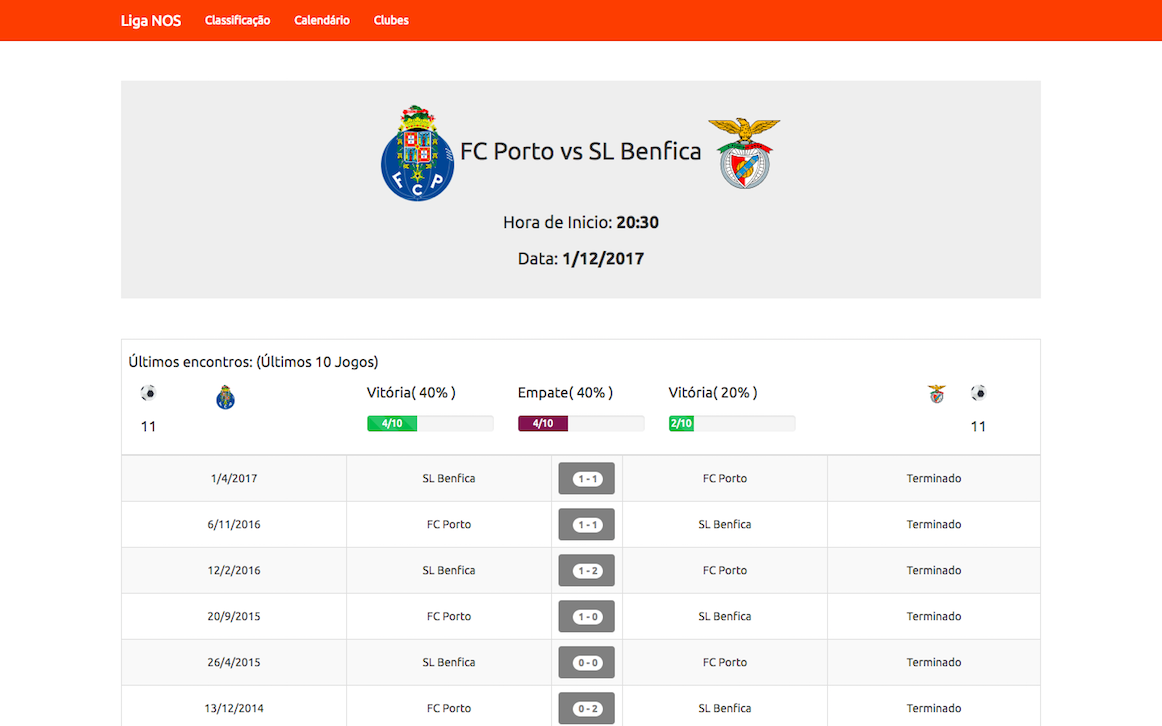 Liga NOS Classificação Calendário Clubes
FC Porto vs SL Benfica
FCP
Hora de Inicio: 20:30
Data: 1/12/2017
Últimos encontros: (Últimos 10 Jogos)
Vitória( 40% ) Empate( 40% ) Vitória( 20% )
4/10 4/10 2/10
11 11
1/4/2017 SL Benfica 1 - 1 FC Porto Terminado
6/11/2016 FC Porto 1 - 1 SL Benfica Terminado
12/2/2016 SL Benfica 1 - 2 FC Porto Terminado
20/9/2015 FC Porto 1 - 0 SL Benfica Terminado
26/4/2015 SL Benfica 0 - 0 FC Porto Terminado
13/12/2014 FC Porto 0 - 2 SL Benfica Terminado